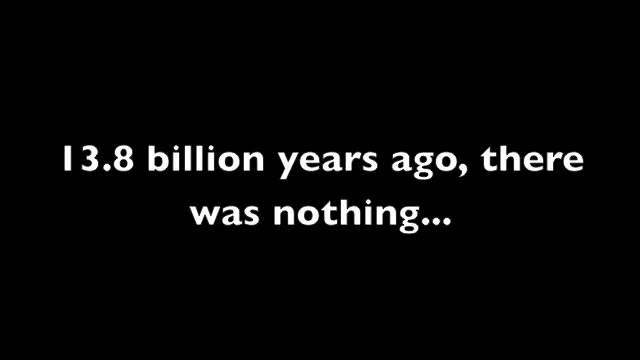 13.8 billion years ago, there
was nothing...